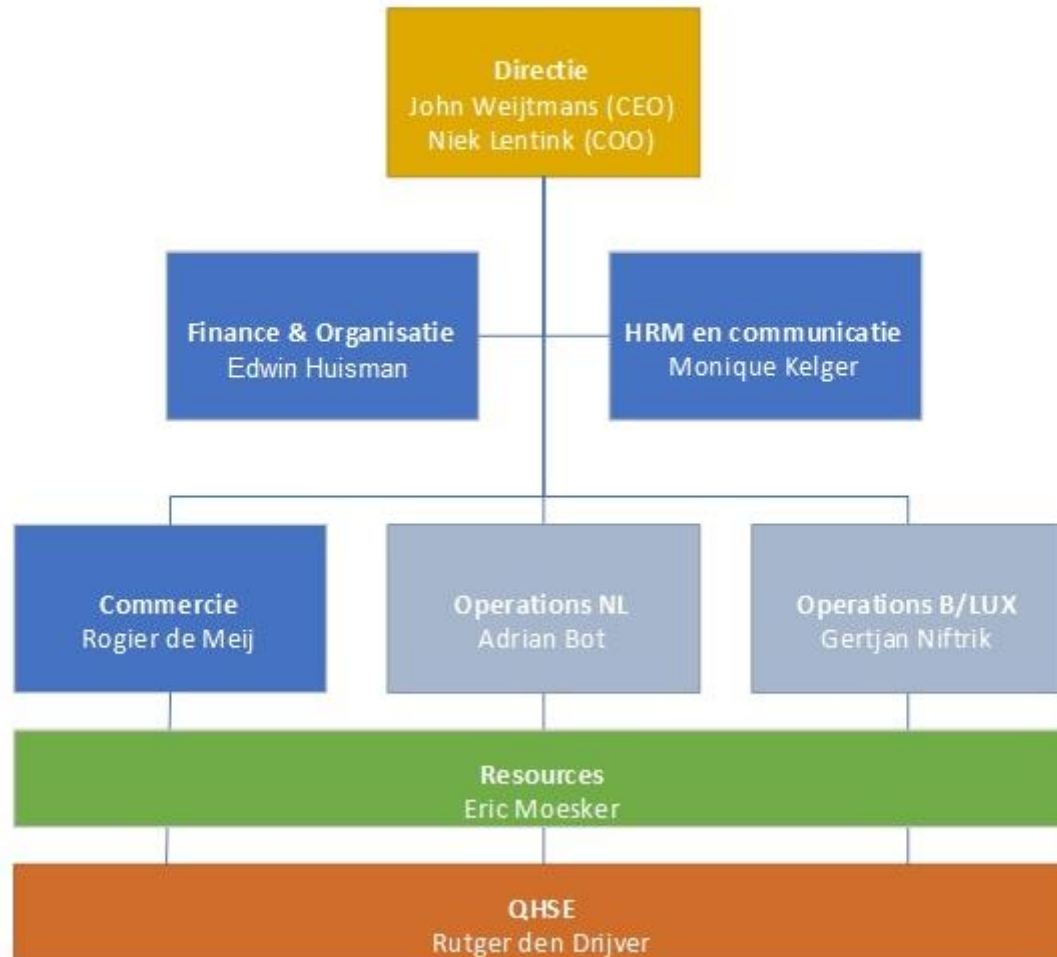 Directie
John Weijtmans (CEO)
Niek Lentink (COO)
Finance & Organisatie
Edwin Huisman
HRM en communicatie
Monique Kelger
Commercie
Rogier de Meij
Operations NL
Adrian Bot
Operations B/LUX
Gertjan Niftrik
Resources
Eric Moesker
QHSE
Rutger den Drijver